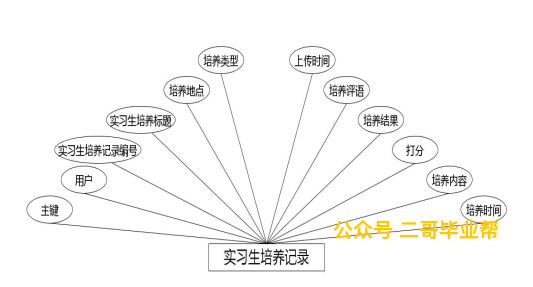 培养类型
上传时间
培养地点
培养评语
实习生培养标题
培养结果
实习生培养记录编号
打分
用户
培养内容
主键
培养时间
公众号 二哥毕业帮
实习生培养记录